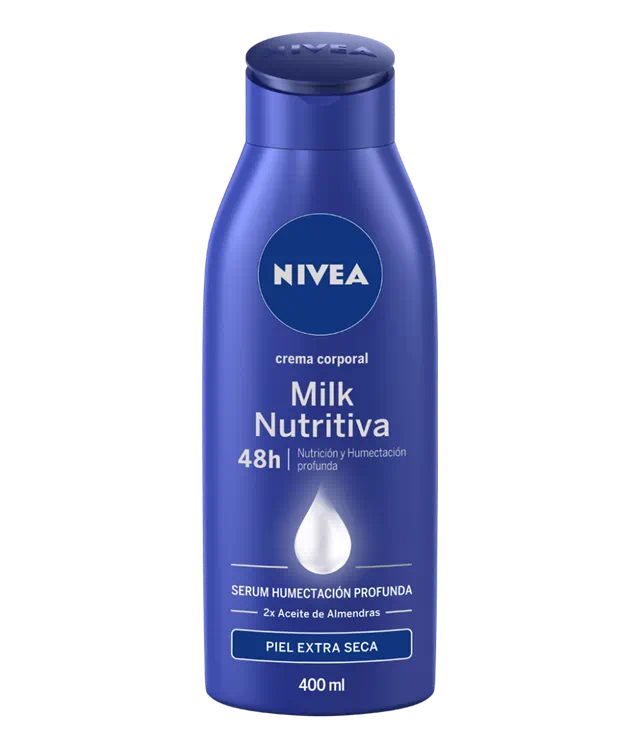 NIVEA
NIVEA
crema corporal
Milk
Nutritiva
48h | Nutrición y Humectación
profunda
SERUM HUMECTACIÓN PROFUNDA
2x Aceite de Almendras
PIEL EXTRA SECA
400 ml